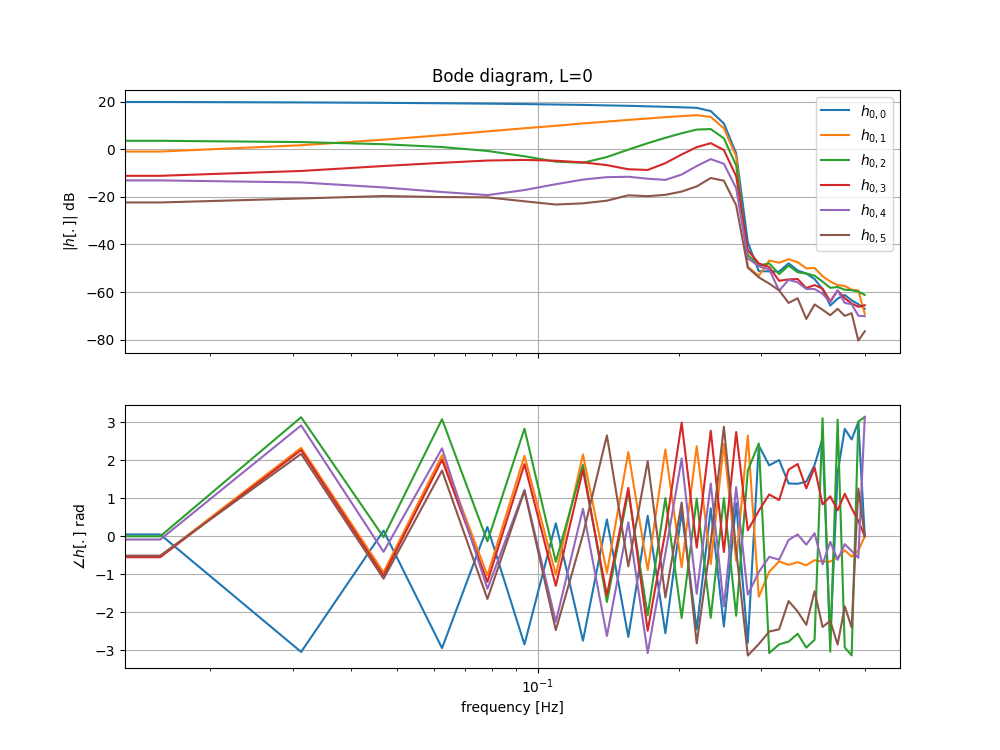 Bode diagram, L=0
|h[.]| dB
20
0
−20
−40
−60
−80
h0,0
h0,1
h0,2
h0,3
h0,4
h0,5
∠h[.] rad
3
2
1
0
−1
−2
−3
10−1
frequency [Hz]